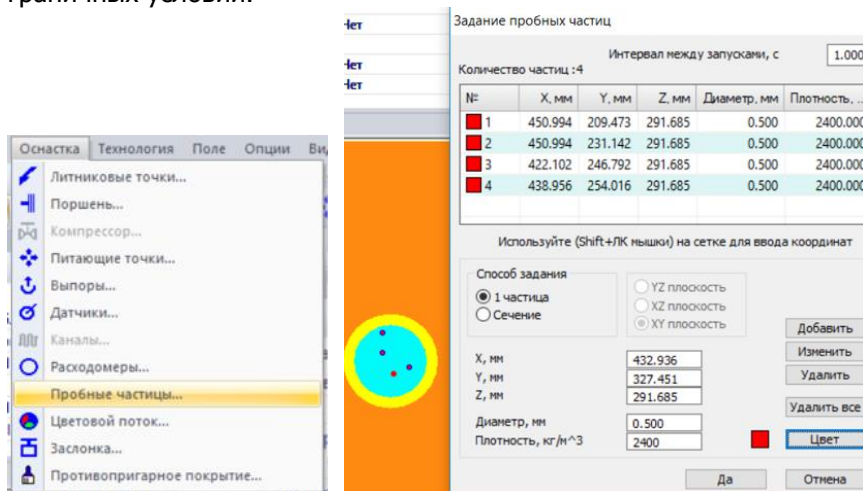 граничных условий.
Оснастка Технология Поле Опции
Литниковые точки...
Поршень...
Компрессор...
Питающие точки...
Выпоры...
Датчики...
Каналы...
Расходомеры...
Пробные частицы...
Цветовой поток...
Заслонка...
Противопригарное покрытие...
Нет
Нет
Нет
Задание пробных частиц
Интервал между запусками, с 1.000
Количество частиц :4
№ X, мм Y, мм Z, мм Диаметр, мм Плотность, ...
1 450.994 209.473 291.685 0.500 2400.000
2 450.994 231.142 291.685 0.500 2400.000
3 422.102 246.792 291.685 0.500 2400.000
4 438.956 254.016 291.685 0.500 2400.000
Используйте (Shift+ЛК мышки) на сетке для ввода координат
Способ задания
1 частица
Сечение
YZ плоскость
XZ плоскость
XY плоскость
X, мм 432.936
Y, мм 327.451
Z, мм 291.685
Диаметр, мм 0.500
Плотность, кг/м^3 2400
Добавить
Изменить
Удалить
Удалить все
Цвет
Да Отмена